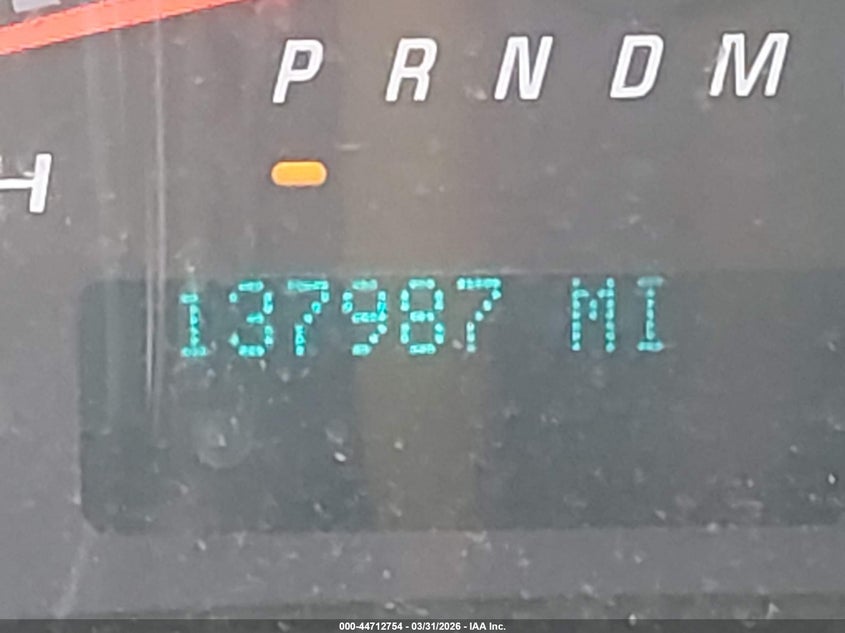 P R N D M
H
137987 MI
000-44712754 - 03/31/2026 - IAA Inc.